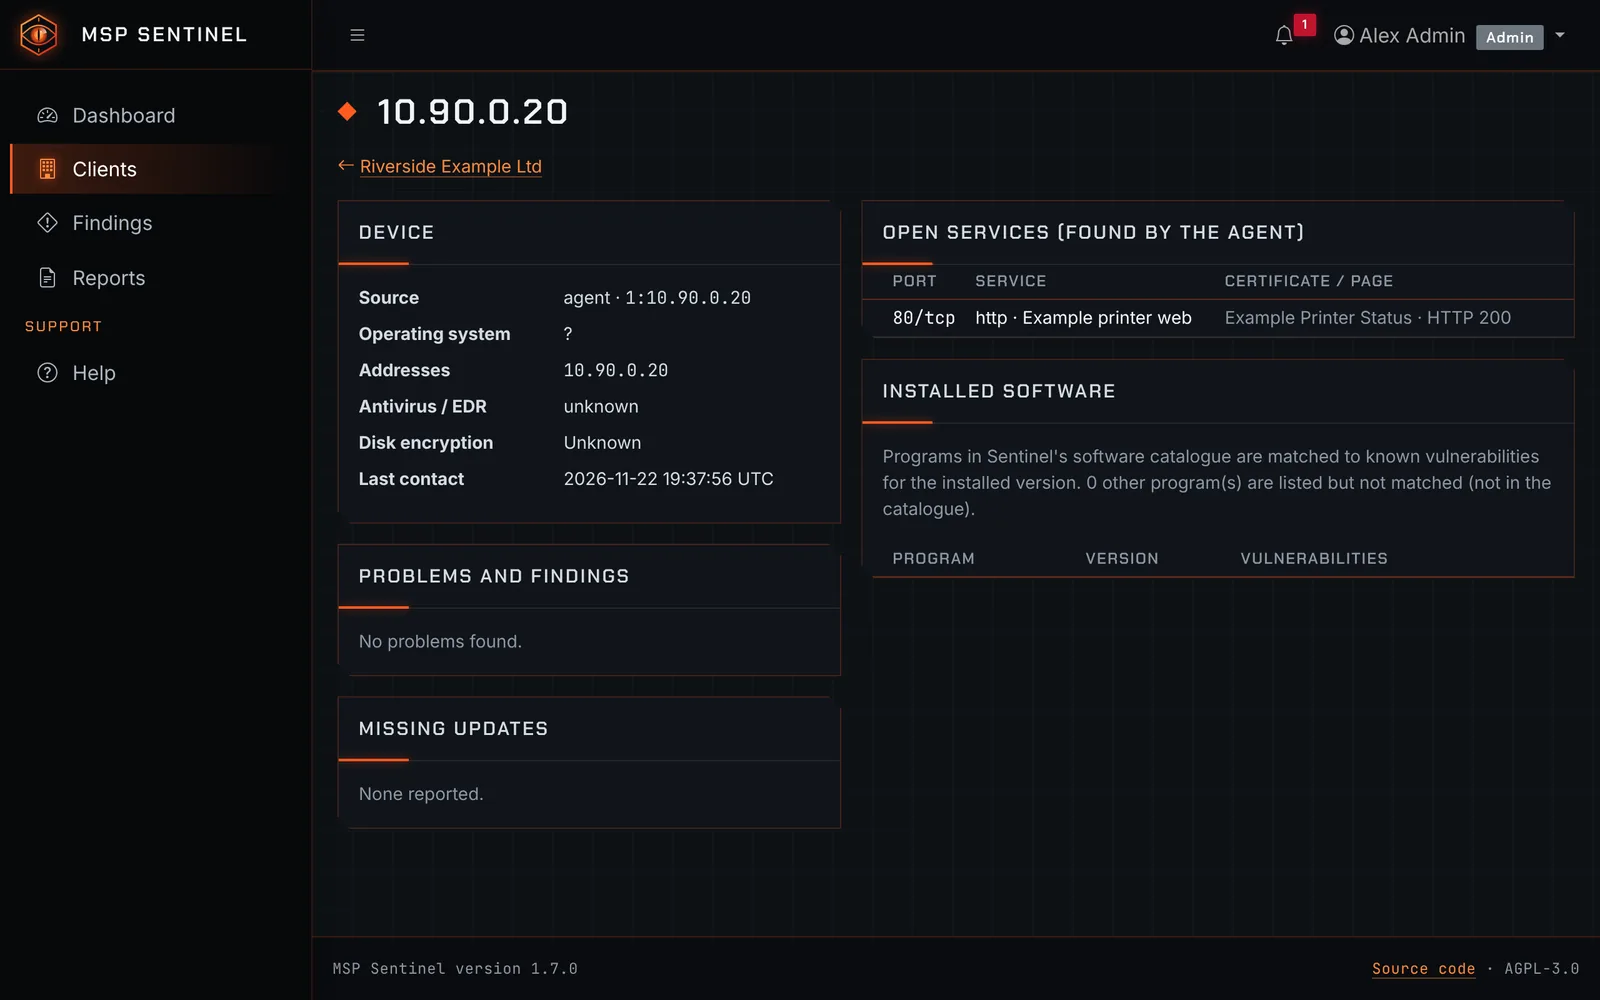 MSP SENTINEL
1
Alex Admin Admin
Dashboard
Clients
Findings
Reports
SUPPORT
Help
10.90.0.20
← Riverside Example Ltd
DEVICE
Source agent · 1:10.90.0.20
Operating system ?
Addresses 10.90.0.20
Antivirus / EDR unknown
Disk encryption Unknown
Last contact 2026-11-22 19:37:56 UTC
PROBLEMS AND FINDINGS
No problems found.
MISSING UPDATES
None reported.
OPEN SERVICES (FOUND BY THE AGENT)
PORT SERVICE CERTIFICATE / PAGE
80/tcp http · Example printer web Example Printer Status · HTTP 200
INSTALLED SOFTWARE
Programs in Sentinel's software catalogue are matched to known vulnerabilities
for the installed version. 0 other program(s) are listed but not matched (not in the
catalogue).
PROGRAM VERSION VULNERABILITIES
MSP Sentinel version 1.7.0
Source code · AGPL-3.0